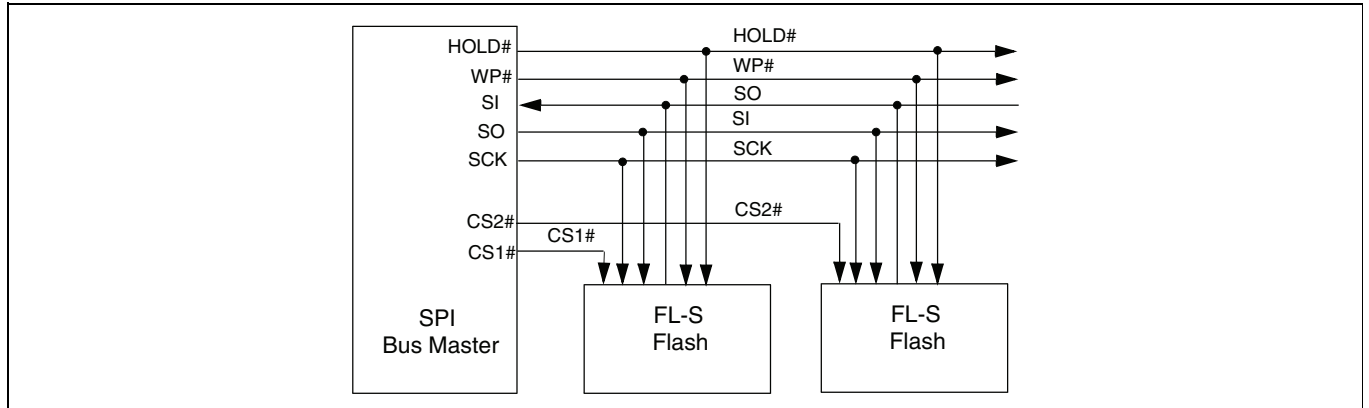 HOLD# HOLD#
WP# WP#
SI SO
SO SI
SCK SCK
CS2# CS2#
CS1# CS1#
SPI
Bus Master
FL-S
Flash
FL-S
Flash